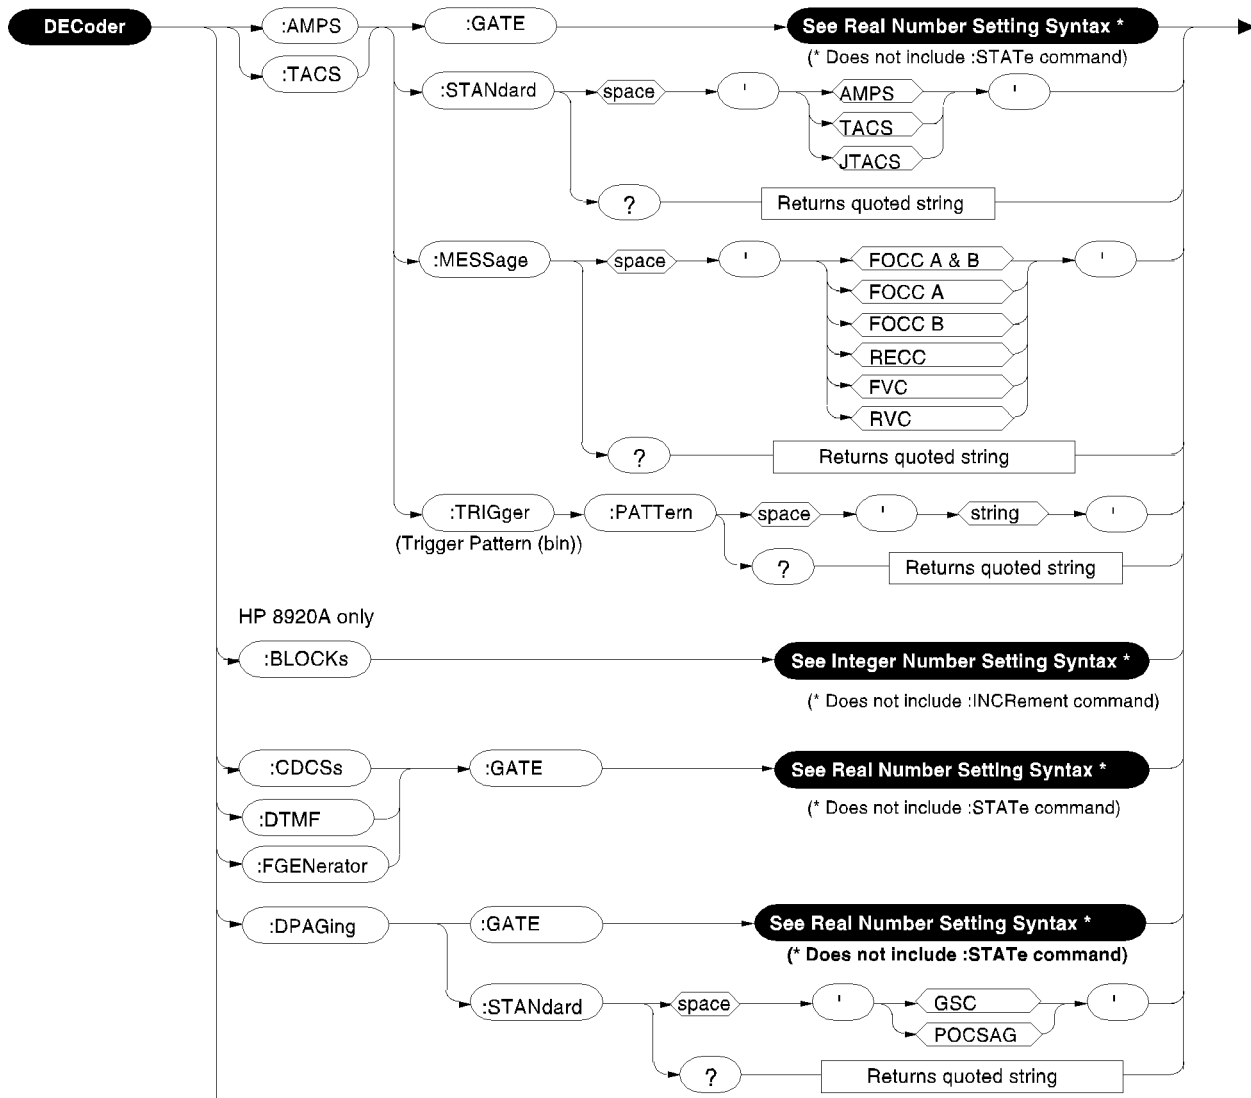 DECoder :AMPS :GATE See Real Number Setting Syntax *
(* Does not include :STATe command)
:TACS
:STANdard space ' AMPS '
TACS
JTACS
? Returns quoted string
:MESSage space ' FOCC A & B '
FOCC A
FOCC B
RECC
FVC
RVC
? Returns quoted string
:TRIGger :PATTern space ' string '
(Trigger Pattern (bin))
? Returns quoted string
HP 8920A only
:BLOCKs See Integer Number Setting Syntax *
(* Does not include :INCRement command)
:CDCSs :GATE See Real Number Setting Syntax *
(* Does not include :STATe command)
:DTMF
:FGENerator
:DPAGing :GATE See Real Number Setting Syntax *
(* Does not include :STATe command)
:STANdard space ' GSC '
POCSAG
? Returns quoted string